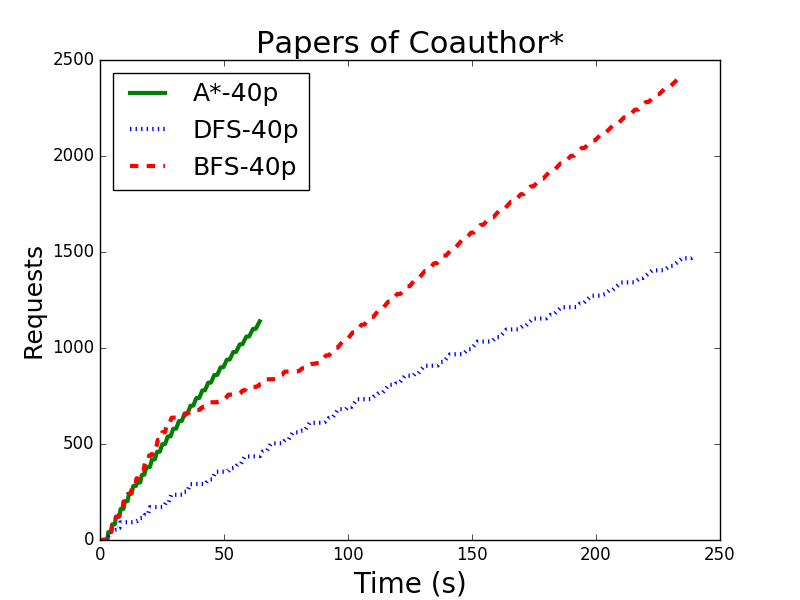 Papers of Coauthor*
2500
2000
1500
1000
500
0
Requests
A*-40p
DFS-40p
BFS-40p
0 50 100 150 200 250
Time (s)